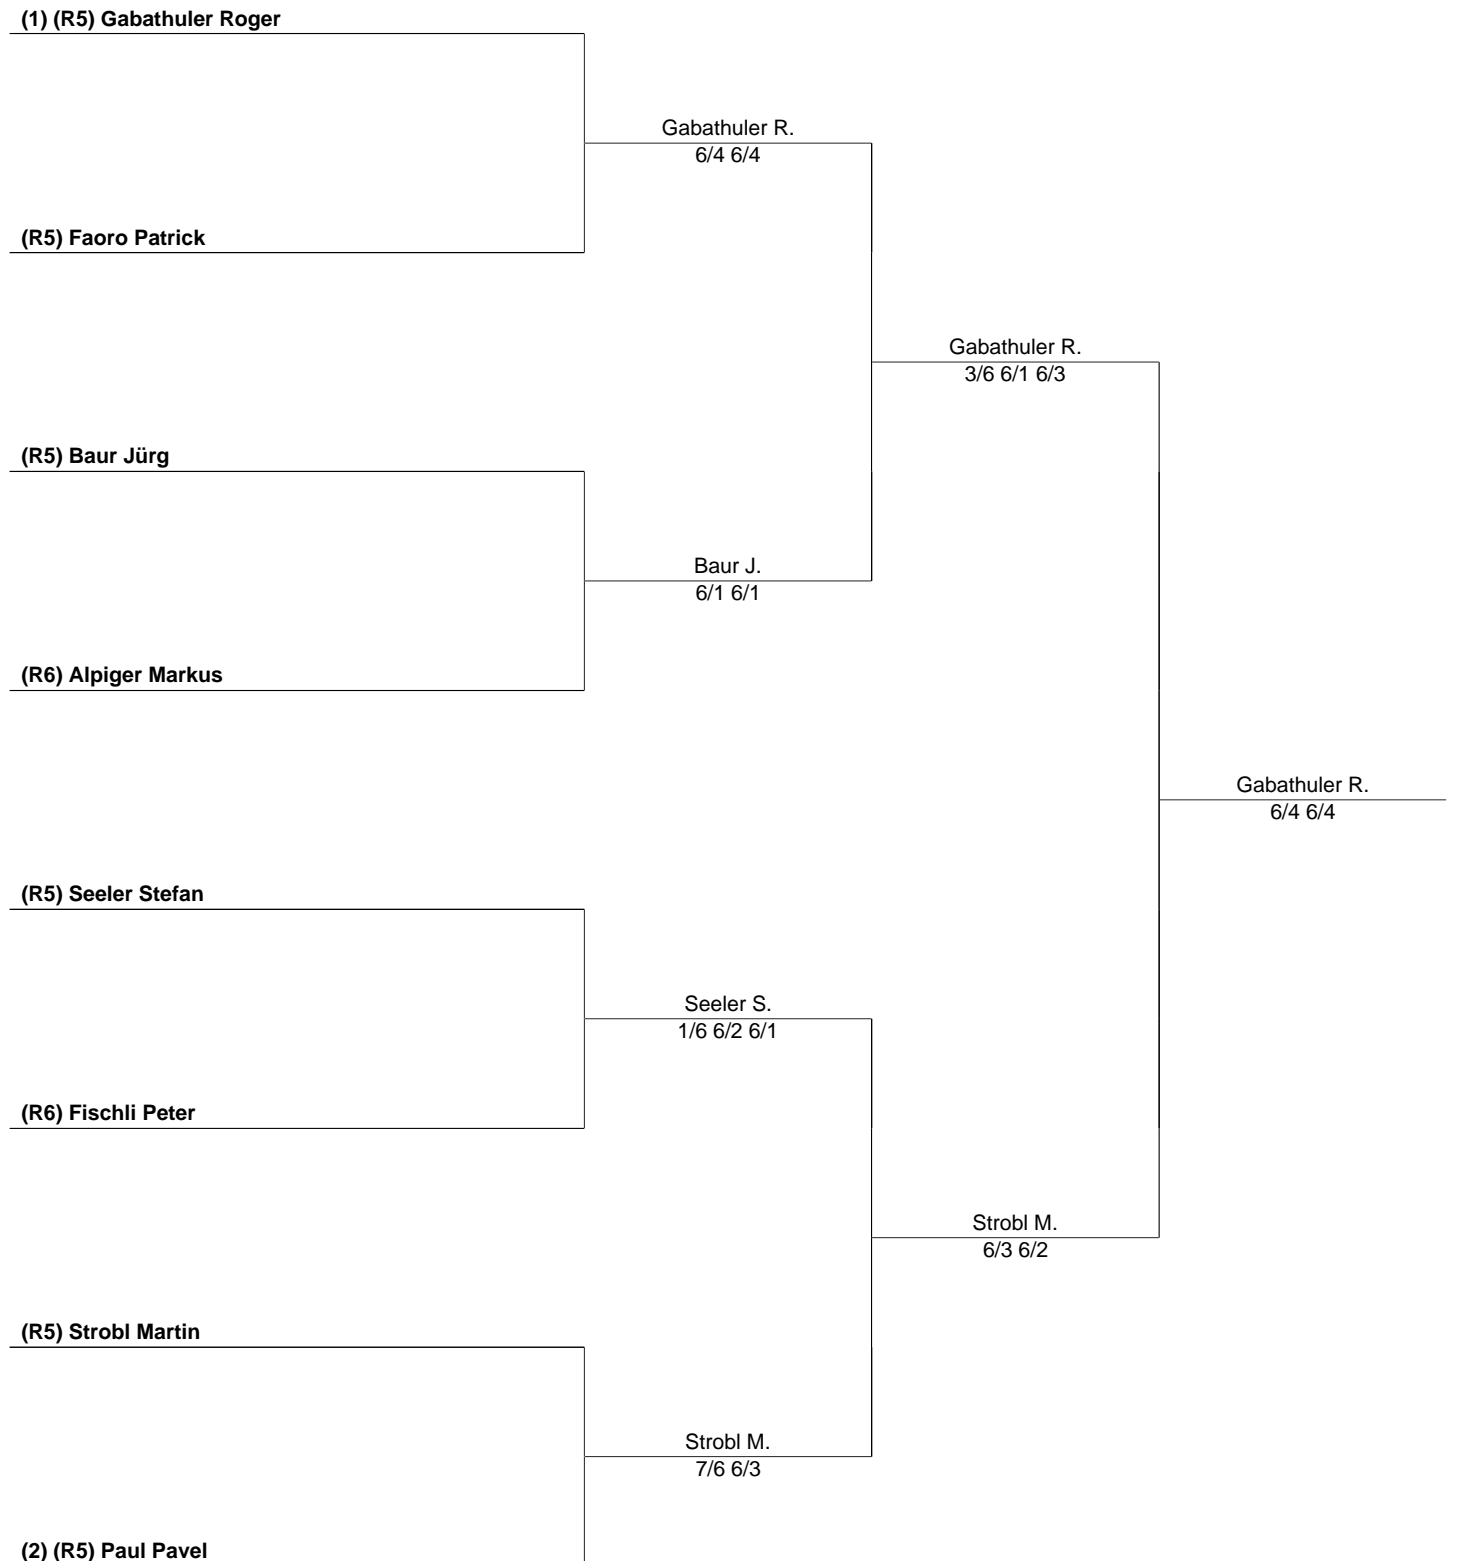 (1) (R5) Gabathuler Roger
Gabathuler R.
6/4 6/4
(R5) Faoro Patrick
Gabathuler R.
3/6 6/1 6/3
(R5) Baur Jürg
Baur J.
6/1 6/1
(R6) Alpiger Markus
Gabathuler R.
6/4 6/4
(R5) Seeler Stefan
Seeler S.
1/6 6/2 6/1
(R6) Fischli Peter
Strobl M.
6/3 6/2
(R5) Strobl Martin
Strobl M.
7/6 6/3
(2) (R5) Paul Pavel